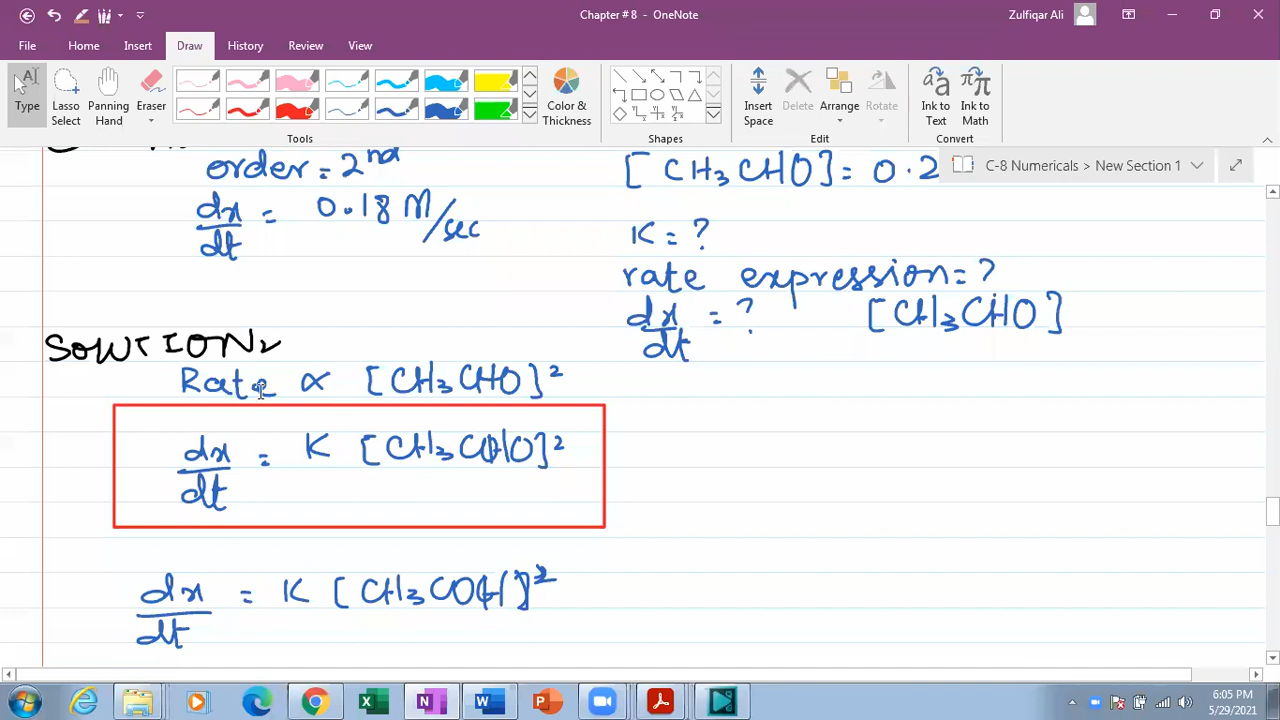 Chapter # 8 - OneNote
Zulfiqar Ali
File Home Insert Draw History Review View
Type
Lasso Select
Panning Hand
Eraser
Color & Thickness
Insert Space
Delete
Arrange
Rotate
Ink to Text
Ink to Math
Tools
Shapes
Edit
Convert
C-8 Numericals > New Section 1
order = 2nd
dx/dt = 0.18 M/sec
[CH3CHO] = 0.2
K = ?
rate expression = ?
dx/dt = ? [CH3CHO]
SOLUTION
Rate ∝ [CH3CHO]²
dx/dt = K [CH3CHO]²
dx/dt = K [CH3COH]²
6:05 PM
5/29/2021